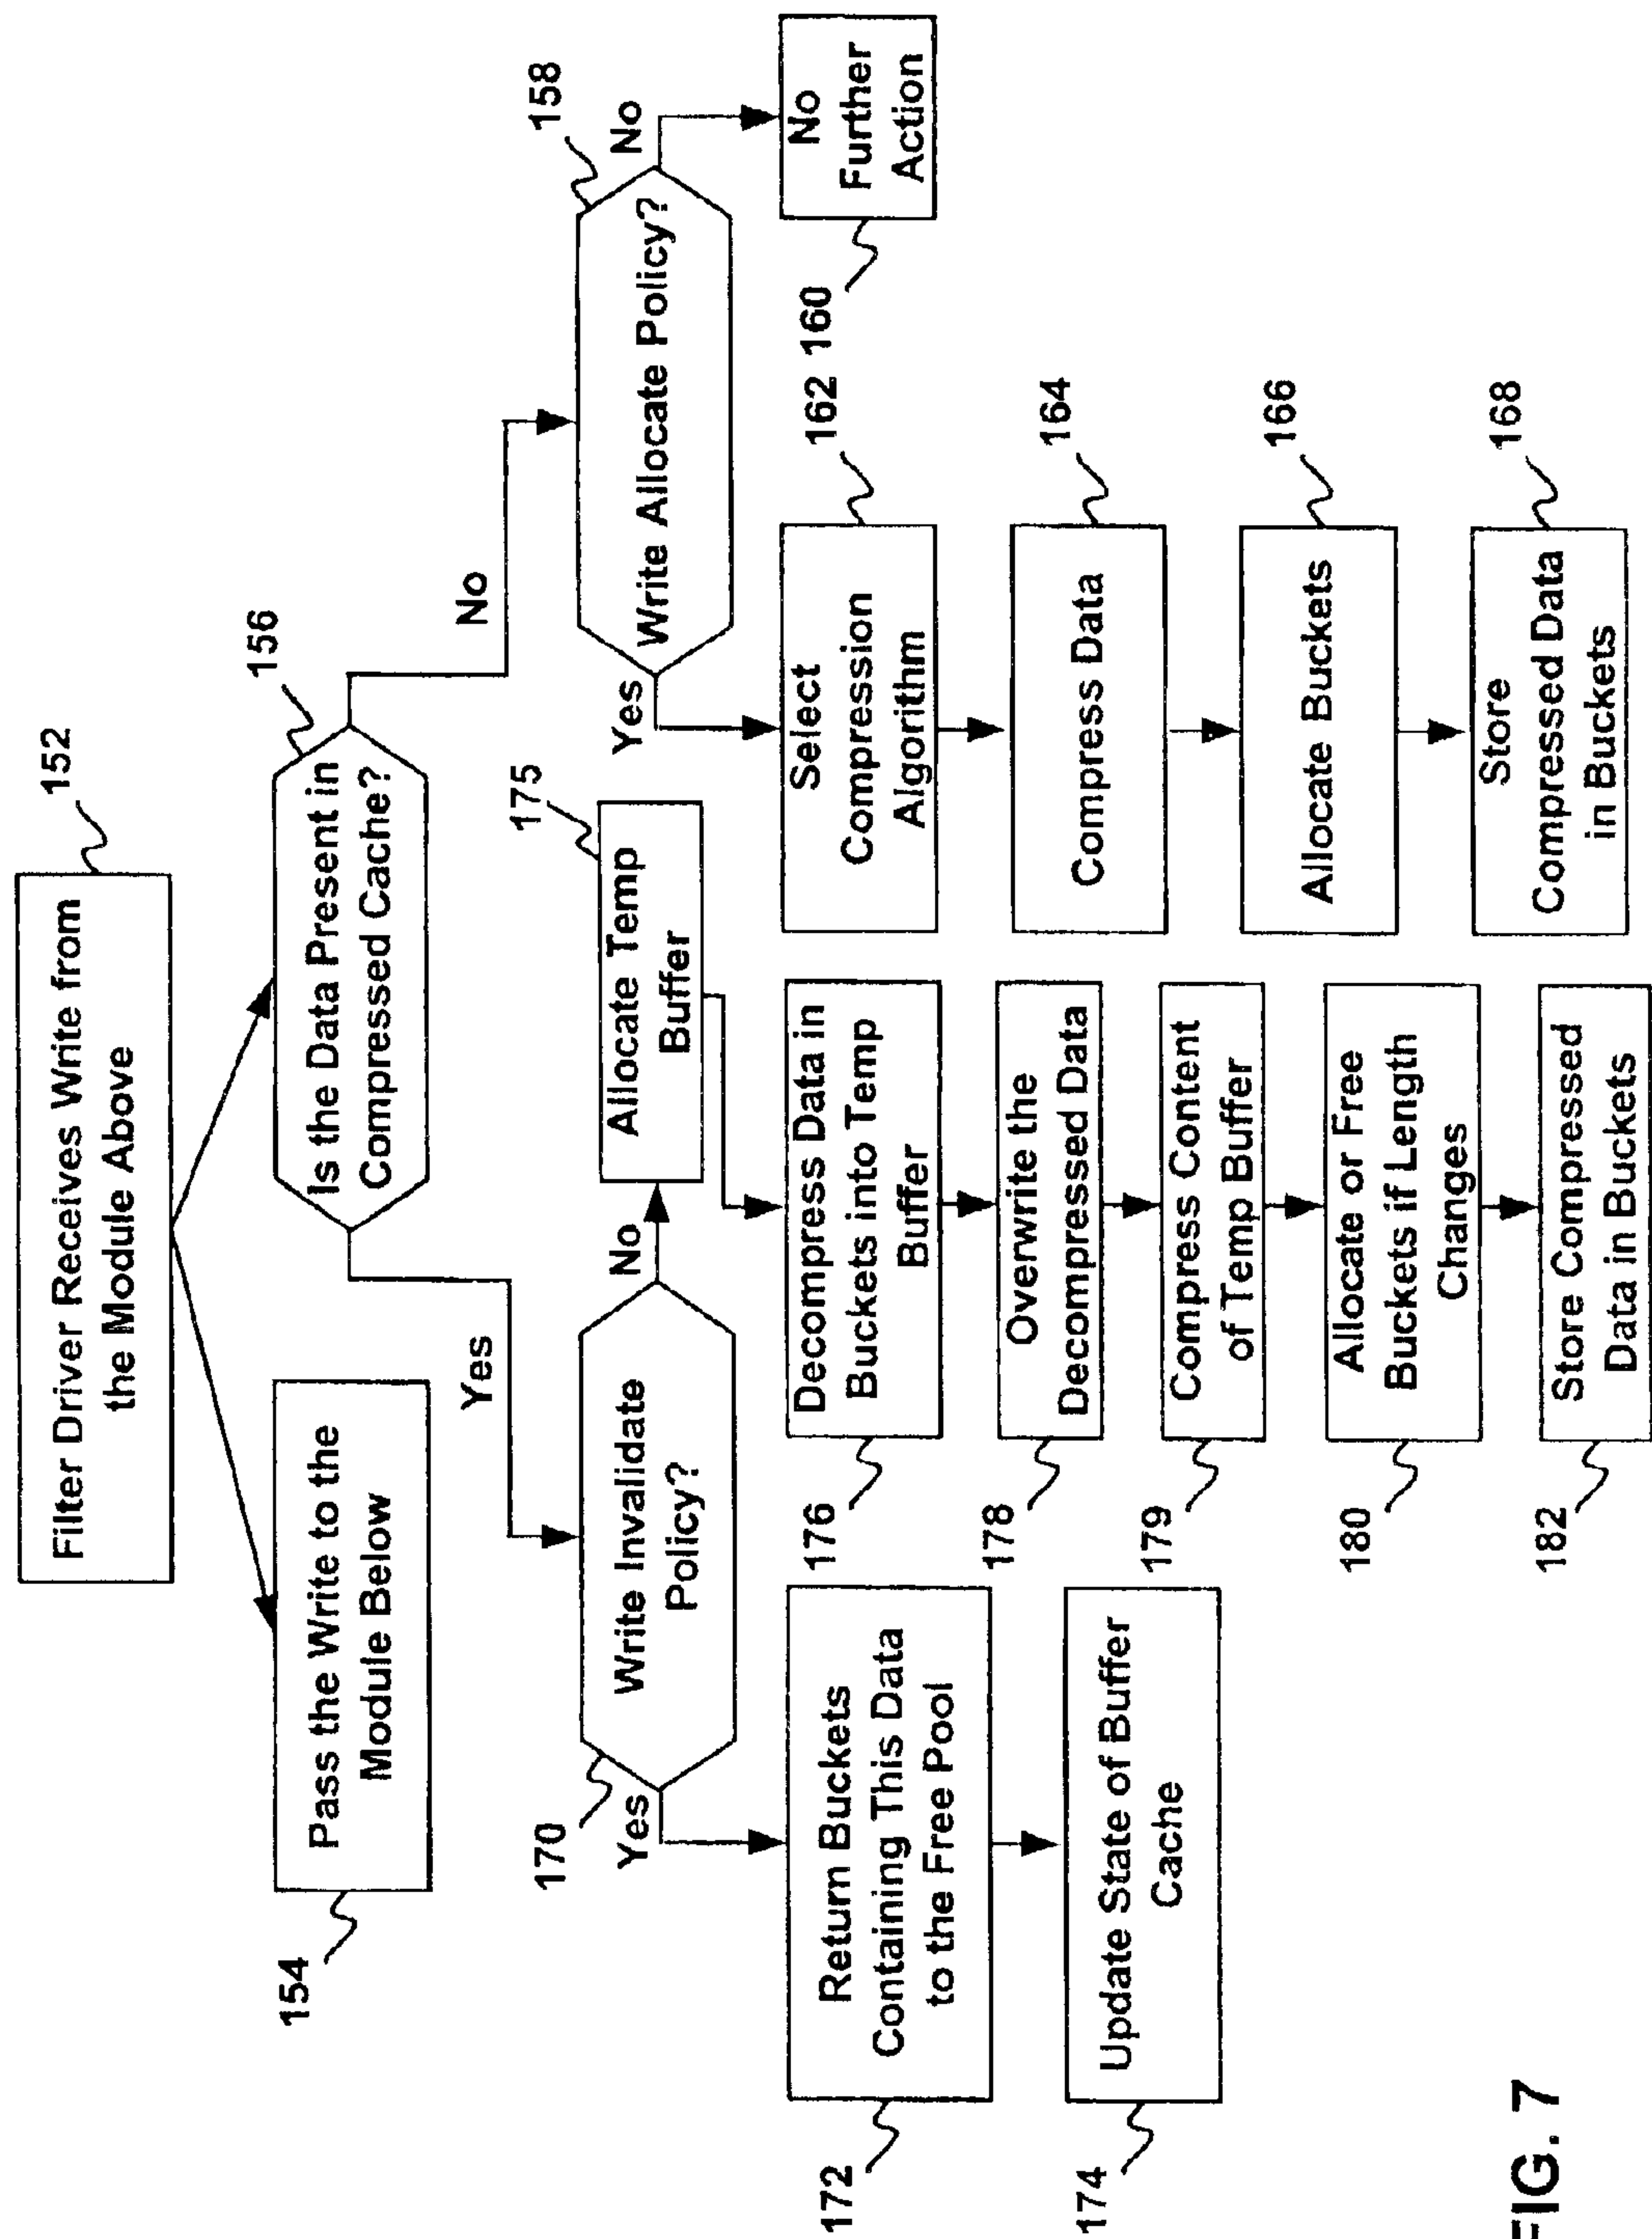 Filter Driver Receives Write from
the Module Above
152
Pass the Write to the
Module Below
154
Is the Data Present in
Compressed Cache?
156
Yes
No
Write Invalidate
Policy?
170
Yes
No
Allocate Temp
Buffer
175
Write Allocate Policy?
158
Yes
No
Return Buckets
Containing This Data
to the Free Pool
172
Update State of Buffer
Cache
174
Decompress Data in
Buckets into Temp
Buffer
176
Overwrite the
Decompressed Data
178
Compress Content
of Temp Buffer
179
Allocate or Free
Buckets if Length
Changes
180
Store Compressed
Data in Buckets
182
Select
Compression
Algorithm
162
Compress Data
164
Allocate Buckets
166
Store
Compressed Data
in Buckets
168
No
Further
Action
160
FIG. 7